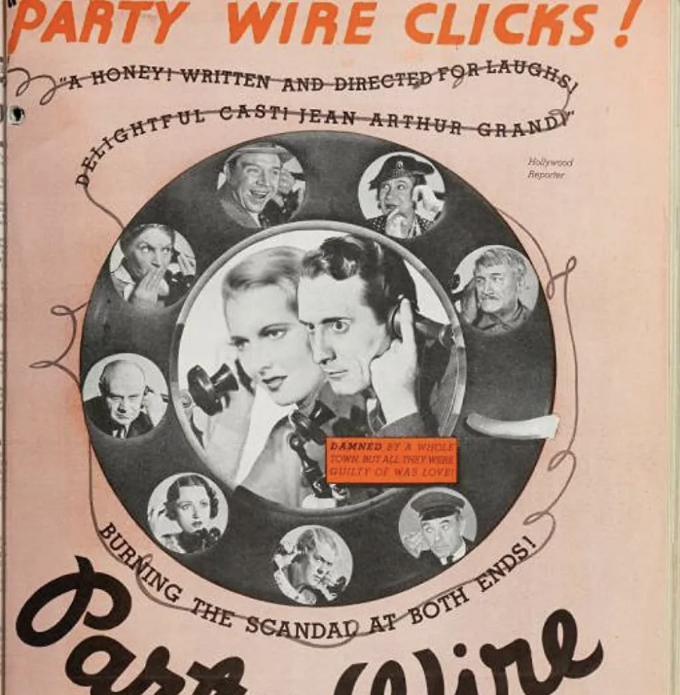 "PARTY WIRE CLICKS!
"A HONEY! WRITTEN AND DIRECTED FOR LAUGHS!
DELIGHTFUL CAST! JEAN ARTHUR GRAND!"
Hollywood
Reporter
DAMNED BY A WHOLE
TOWN, BUT ALL THEY WERE
GUILTY OF WAS LOVE!
BURNING THE SCANDAL AT BOTH ENDS!
Wire